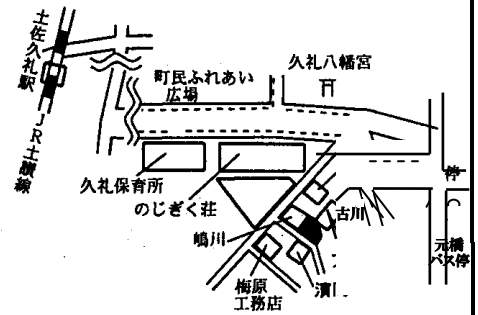 土佐久礼駅
JR土讃線
町民ふれあい
広場
久礼八幡宮
久礼保育所
のじぎく荘
嶋川
古川
梅原
工務店
停
元橋
バス停